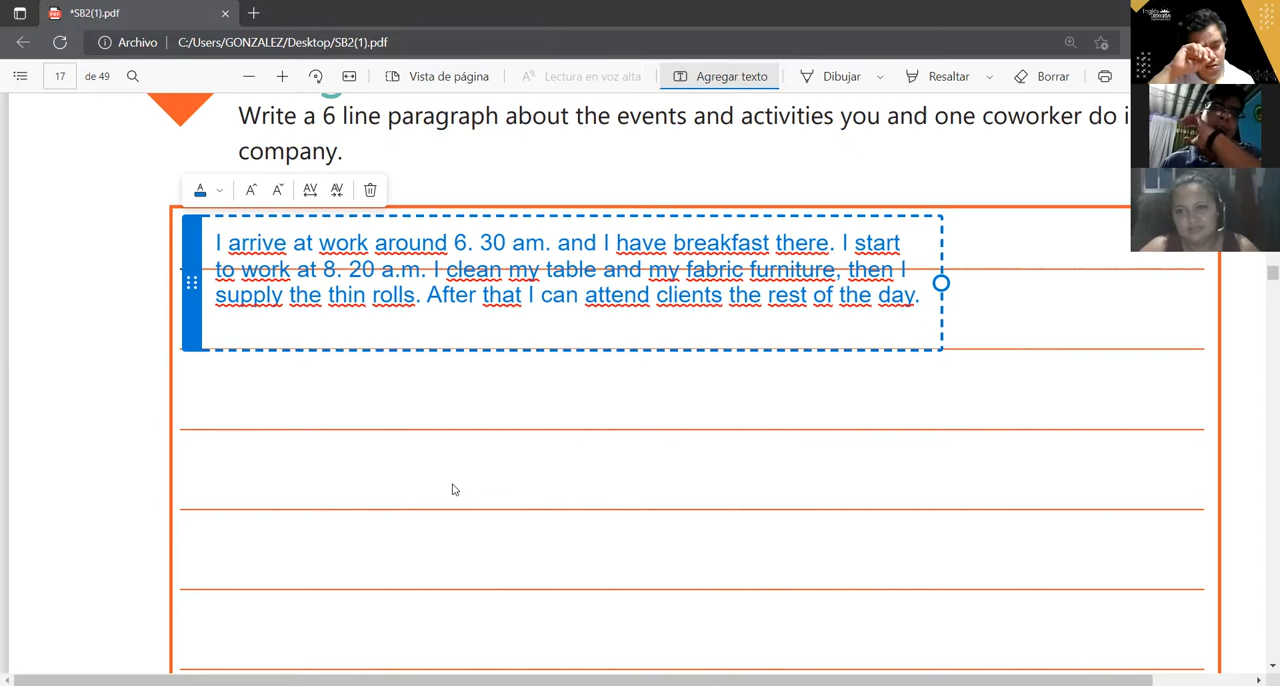 *SB2(1).pdf
Archivo
C:/Users/GONZALEZ/Desktop/SB2(1).pdf
17 de 49
Vista de página
Lectura en voz alta
Agregar texto
Dibujar
Resaltar
Borrar
Write a 6 line paragraph about the events and activities you and one coworker do i
company.
I arrive at work around 6. 30 am. and I have breakfast there. I start
to work at 8. 20 a.m. I clean my table and my fabric furniture, then I
supply the thin rolls. After that I can attend clients the rest of the day.